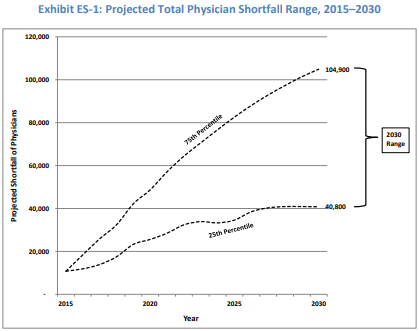 Exhibit ES-1: Projected Total Physician Shortfall Range, 2015–2030
120,000
100,000
80,000
60,000
40,000
20,000
-
Projected Shortfall of Physicians
75th Percentile
25th Percentile
104,900
40,800
2030
Range
2015
2020
2025
2030
Year